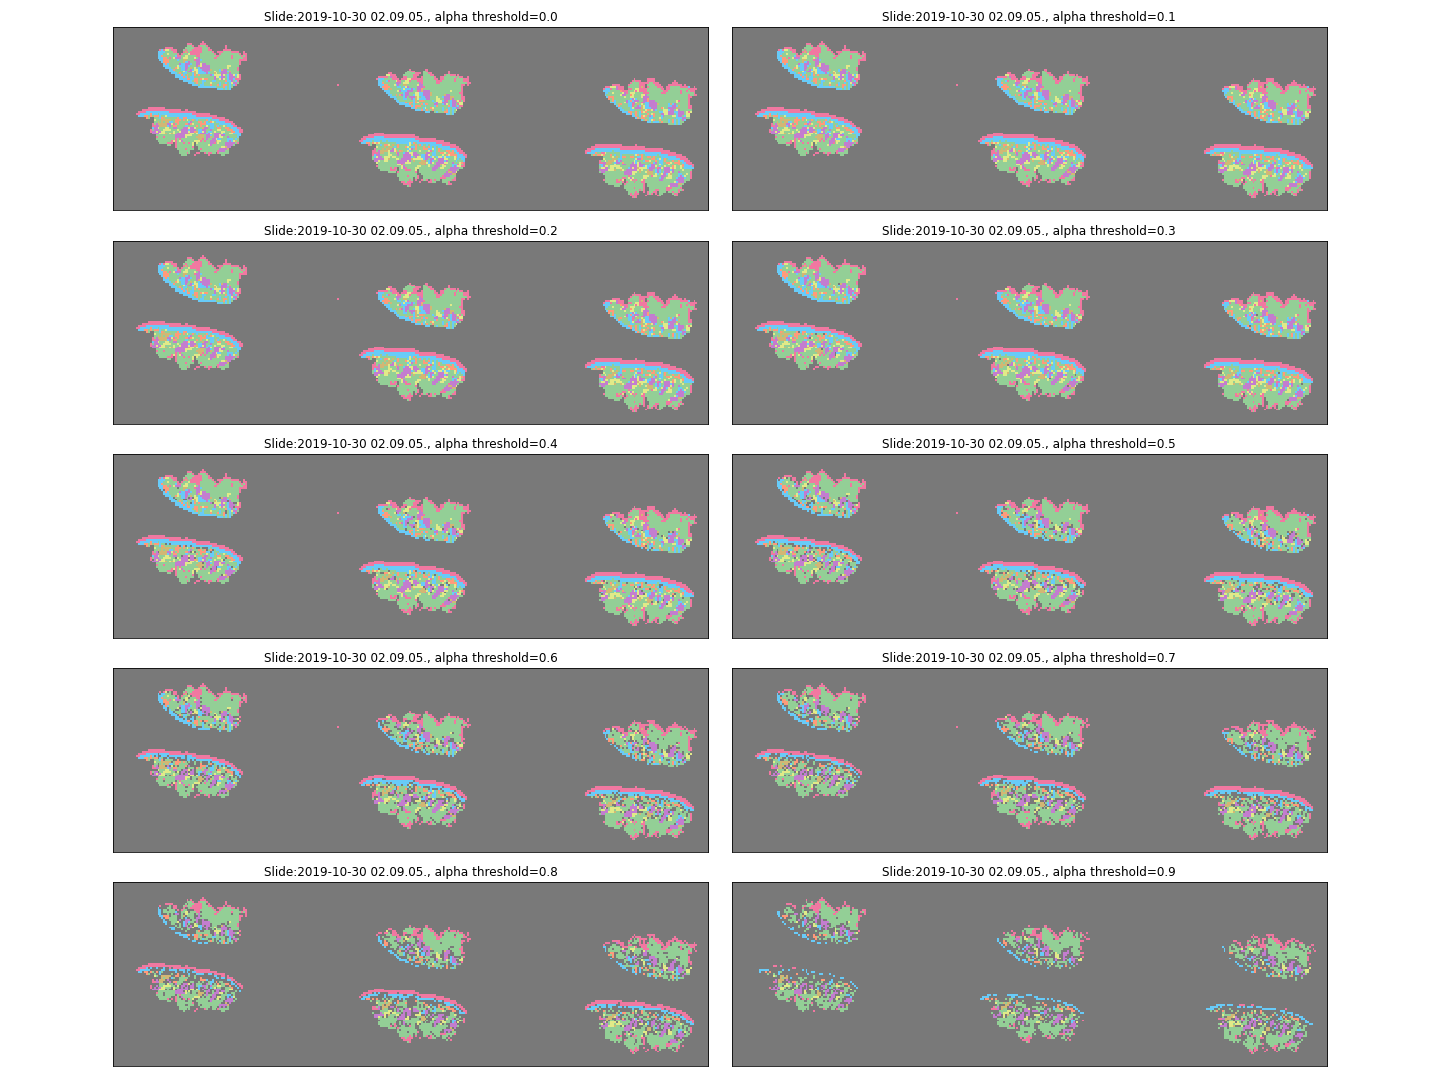 Slide:2019-10-30 02.09.05., alpha threshold=0.0
Slide:2019-10-30 02.09.05., alpha threshold=0.1
Slide:2019-10-30 02.09.05., alpha threshold=0.2
Slide:2019-10-30 02.09.05., alpha threshold=0.3
Slide:2019-10-30 02.09.05., alpha threshold=0.4
Slide:2019-10-30 02.09.05., alpha threshold=0.5
Slide:2019-10-30 02.09.05., alpha threshold=0.6
Slide:2019-10-30 02.09.05., alpha threshold=0.7
Slide:2019-10-30 02.09.05., alpha threshold=0.8
Slide:2019-10-30 02.09.05., alpha threshold=0.9